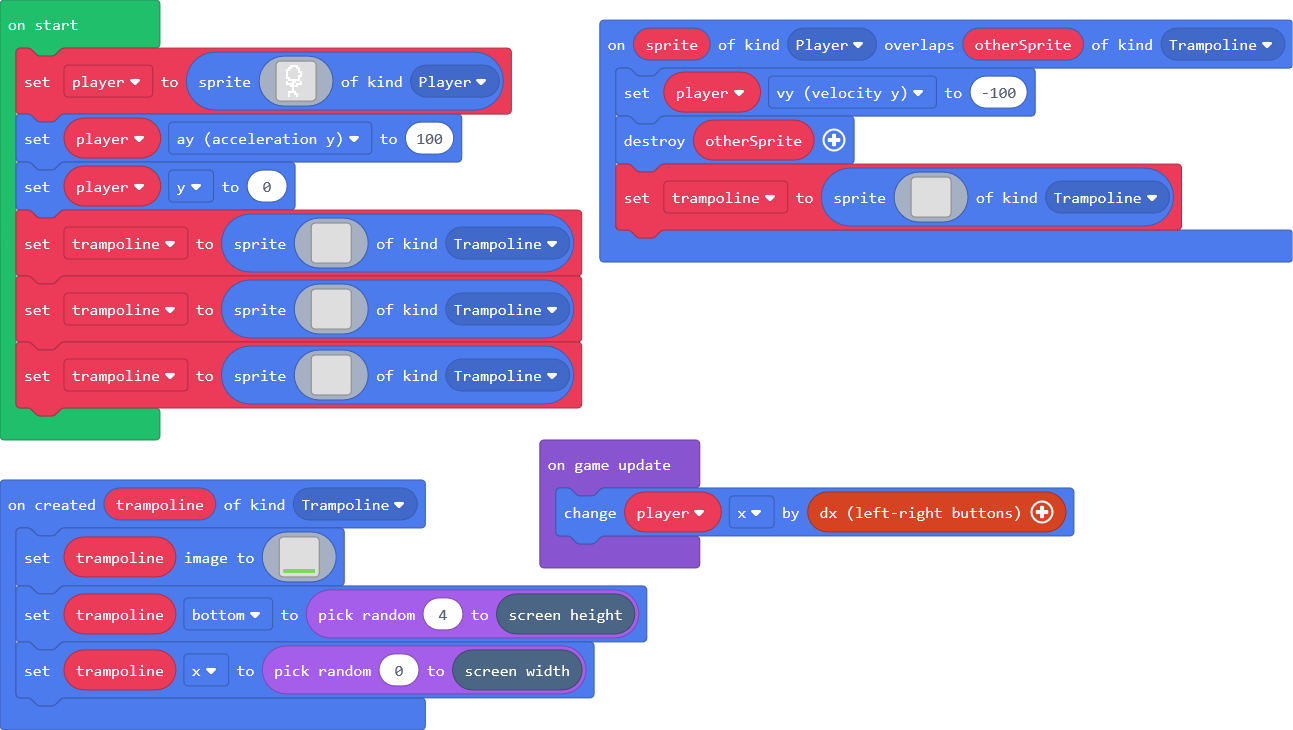 on start
set player to sprite of kind Player
set player ay (acceleration y) to 100
set player y to 0
set trampoline to sprite of kind Trampoline
set trampoline to sprite of kind Trampoline
set trampoline to sprite of kind Trampoline
on sprite of kind Player overlaps otherSprite of kind Trampoline
set player vy (velocity y) to -100
destroy otherSprite
set trampoline to sprite of kind Trampoline
on created trampoline of kind Trampoline
set trampoline image to
set trampoline bottom to pick random 4 to screen height
set trampoline x to pick random 0 to screen width
on game update
change player x by dx (left-right buttons)